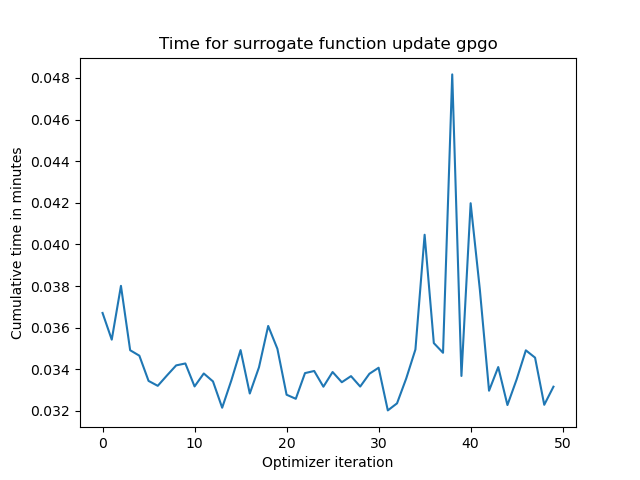 Time for surrogate function update gpgo
Cumulative time in minutes
0.048
0.046
0.044
0.042
0.040
0.038
0.036
0.034
0.032
0 10 20 30 40 50
Optimizer iteration